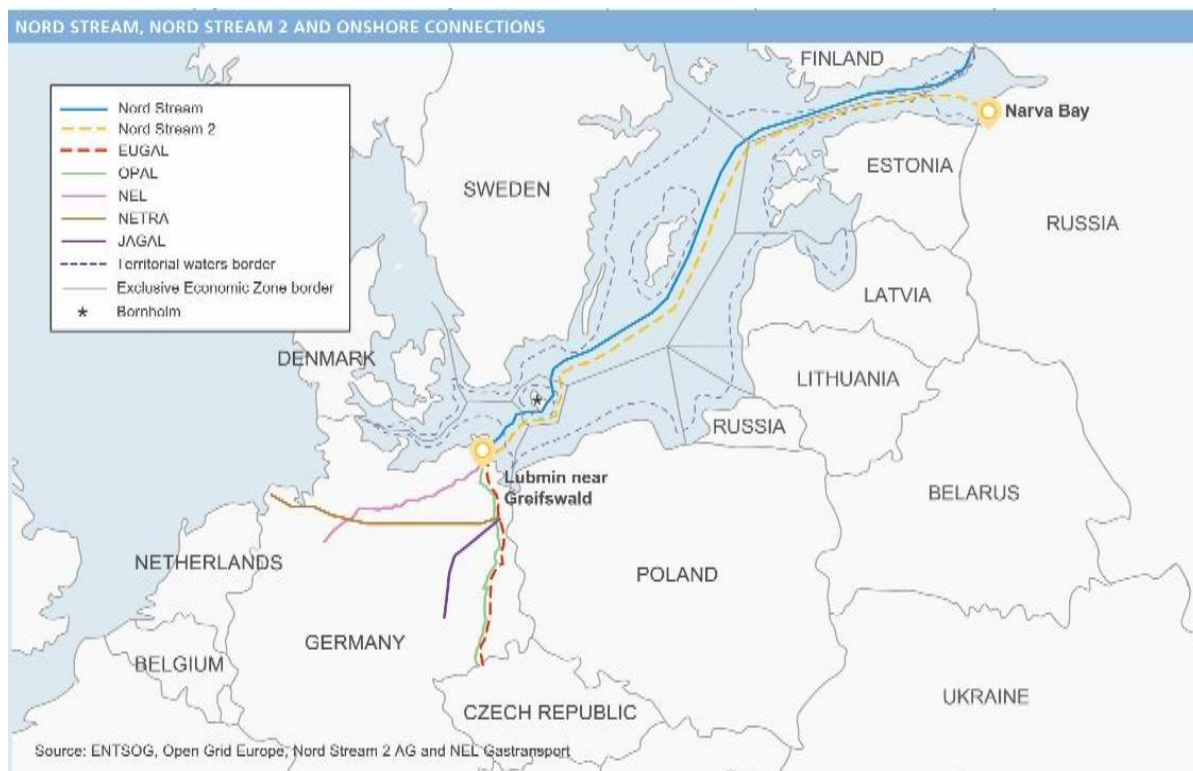 NORD STREAM, NORD STREAM 2 AND ONSHORE CONNECTIONS
Nord Stream
Nord Stream 2
EUGAL
OPAL
NEL
NETRA
JAGAL
Territorial waters border
Exclusive Economic Zone border
* Bornholm
FINLAND
Narva Bay
SWEDEN
ESTONIA
RUSSIA
LATVIA
DENMARK
LITHUANIA
RUSSIA
*
Lubmin near
Greifswald
BELARUS
NETHERLANDS
POLAND
GERMANY
BELGIUM
UKRAINE
CZECH REPUBLIC
Source: ENTSOG, Open Grid Europe, Nord Stream 2 AG and NEL Gastransport